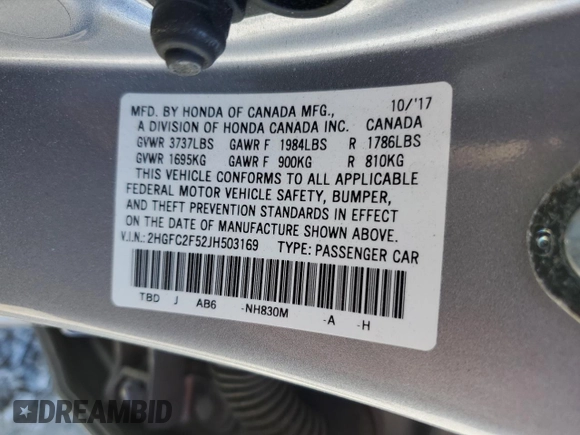 MFD. BY HONDA OF CANADA MFG., 10/'17
A DIVISION OF HONDA CANADA INC. CANADA
GVWR 3737LBS GAWR F 1984LBS R 1786LBS
GVWR 1695KG GAWR F 900KG R 810KG
THIS VEHICLE CONFORMS TO ALL APPLICABLE
FEDERAL MOTOR VEHICLE SAFETY, BUMPER,
AND THEFT PREVENTION STANDARDS IN EFFECT
ON THE DATE OF MANUFACTURE SHOWN ABOVE.
V.I.N.:2HGFC2F52JH503169 TYPE: PASSENGER CAR
TBD J AB6 -NH830M -A -H
DREAMBID